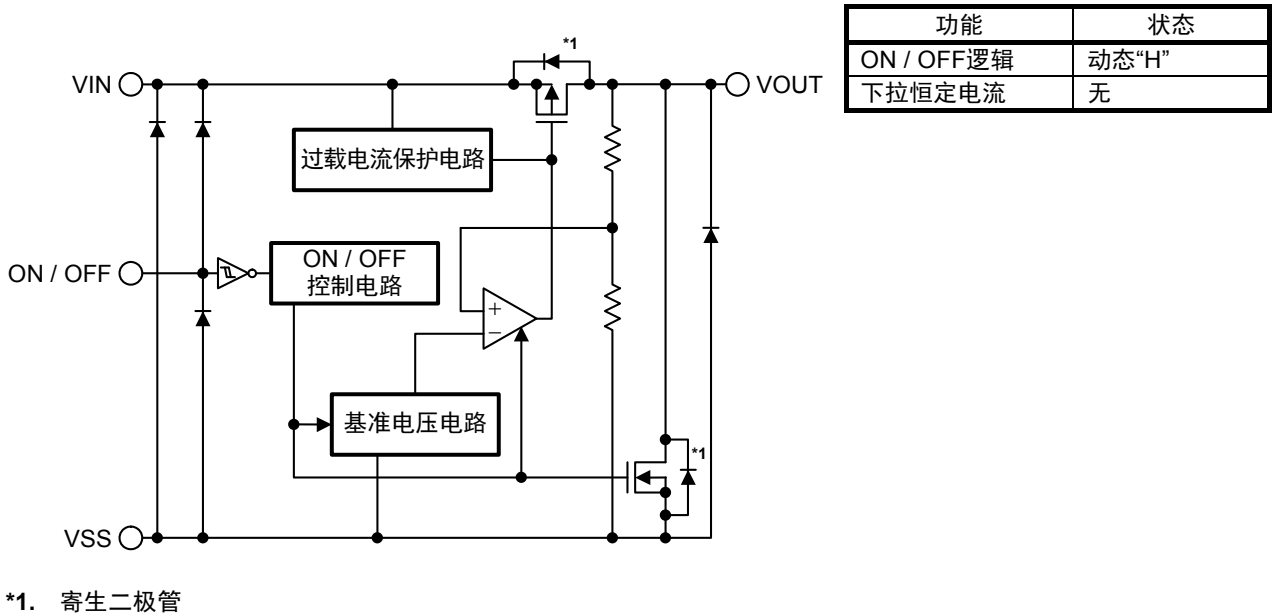 功能 状态
ON / OFF逻辑 动态“H”
下拉恒定电流 无
*1
VIN
VOUT
过载电流保护电路
ON / OFF
ON / OFF
控制电路
+
−
基准电压电路
*1
VSS
*1. 寄生二极管